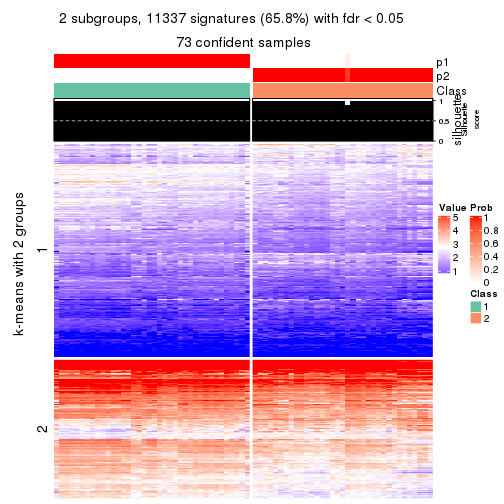 2 subgroups, 11337 signatures (65.8%) with fdr < 0.05
73 confident samples
p1
p2
Class
silhouette
Silhouette
score
1
0.5
0
k-means with 2 groups
1
2
Value
5
4
3
2
1
Prob
1
0.8
0.6
0.4
0.2
0
Class
1
2